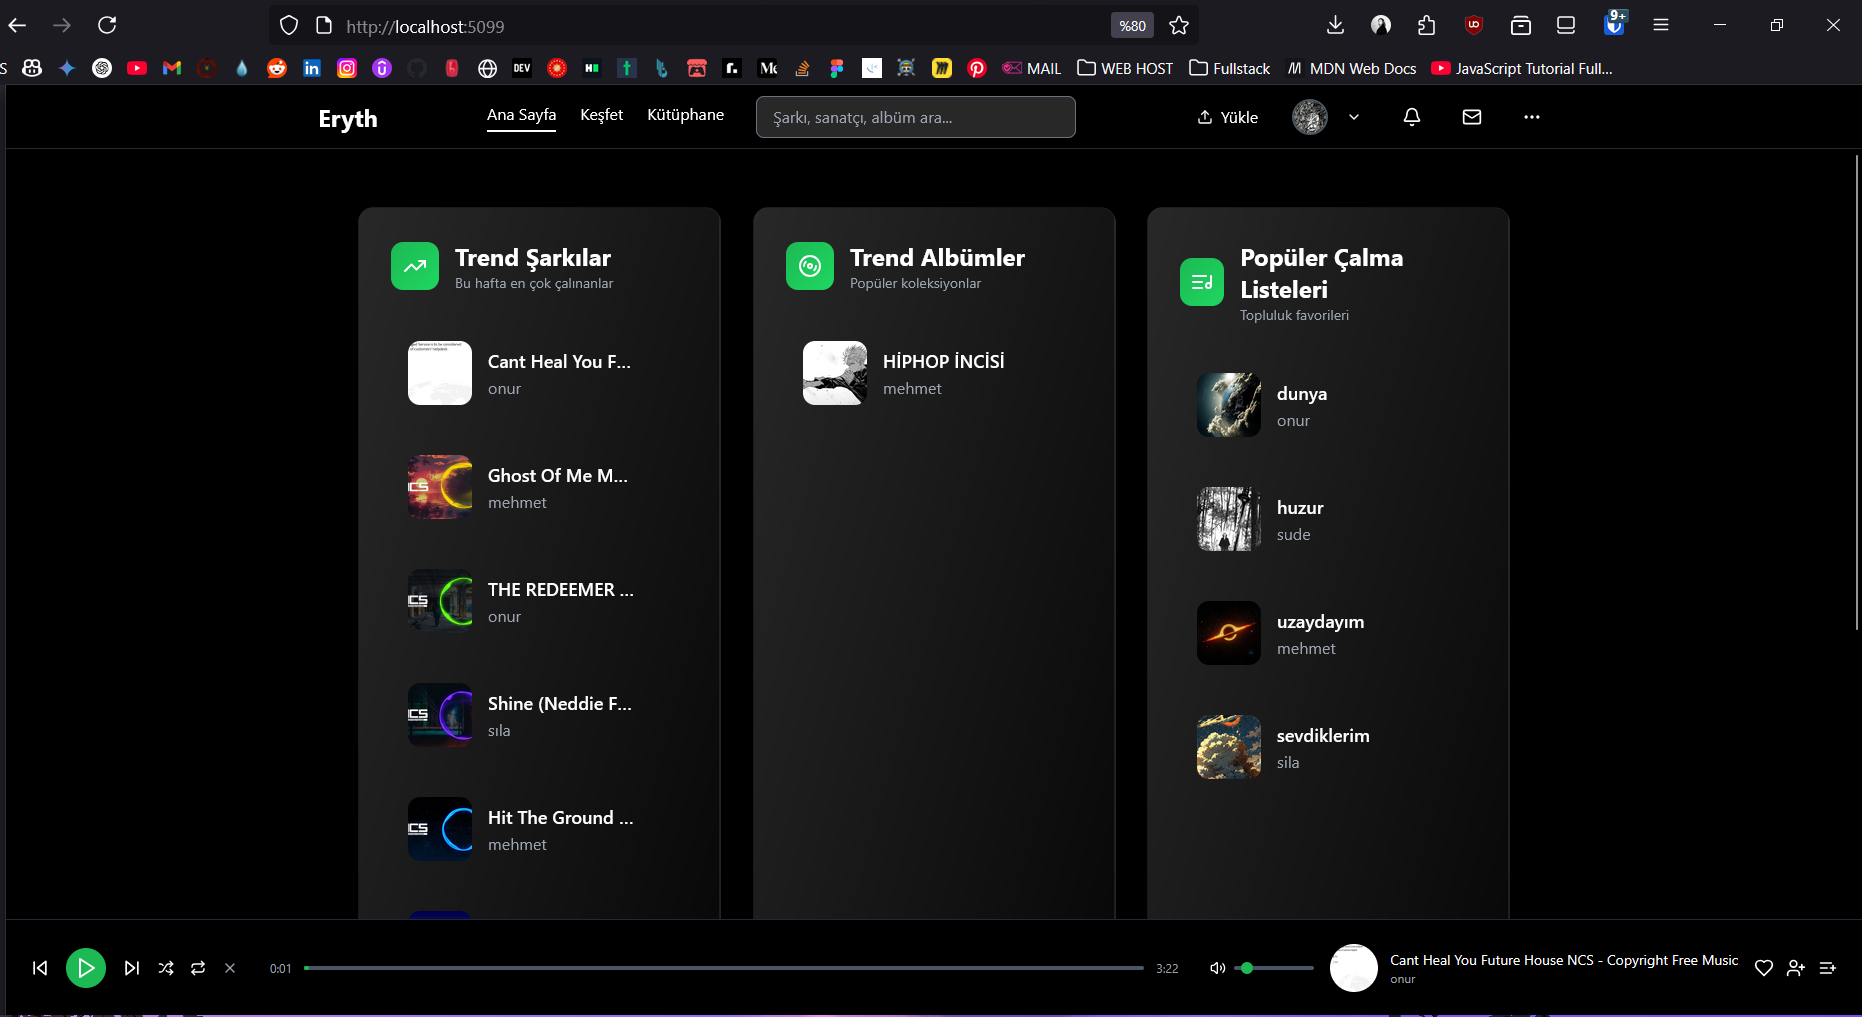 http://localhost:5099
%80
9+
S
DEV
MAIL
WEB HOST
Fullstack
MDN Web Docs
JavaScript Tutorial Full...
Eryth
Ana Sayfa
Keşfet
Kütüphane
Şarkı, sanatçı, albüm ara...
Yükle
Trend Şarkılar
Bu hafta en çok çalınanlar
Cant Heal You F...
onur
Ghost Of Me M...
mehmet
THE REDEEMER ...
onur
Shine (Neddie F...
sıla
Hit The Ground ...
mehmet
Trend Albümler
Popüler koleksiyonlar
HİPHOP İNCİSİ
mehmet
Popüler Çalma
Listeleri
Topluluk favorileri
dunya
onur
huzur
sude
uzaydayım
mehmet
sevdiklerim
sila
0:01
3:22
Cant Heal You Future House NCS - Copyright Free Music
onur